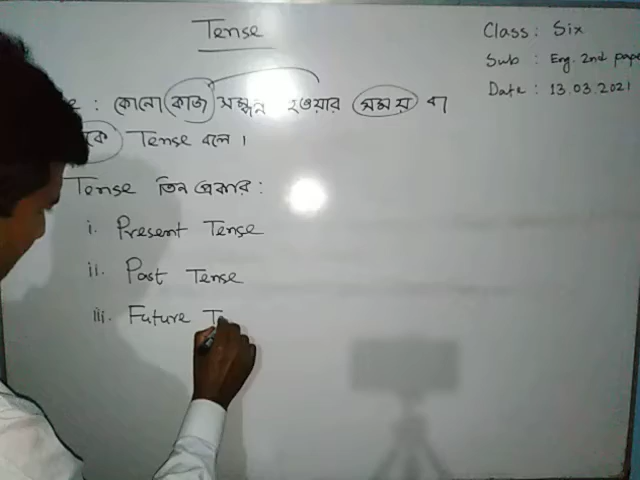 Tense
Class: Six
Sub : Eng. 2nd pape
Date : 13.03.2021
: কোনো কাজ সম্পন্ন হওয়ার সময় বা
কে Tense বলে ।
Tense তিন প্রকার :
i. Present Tense
ii. Past Tense
iii. Future T